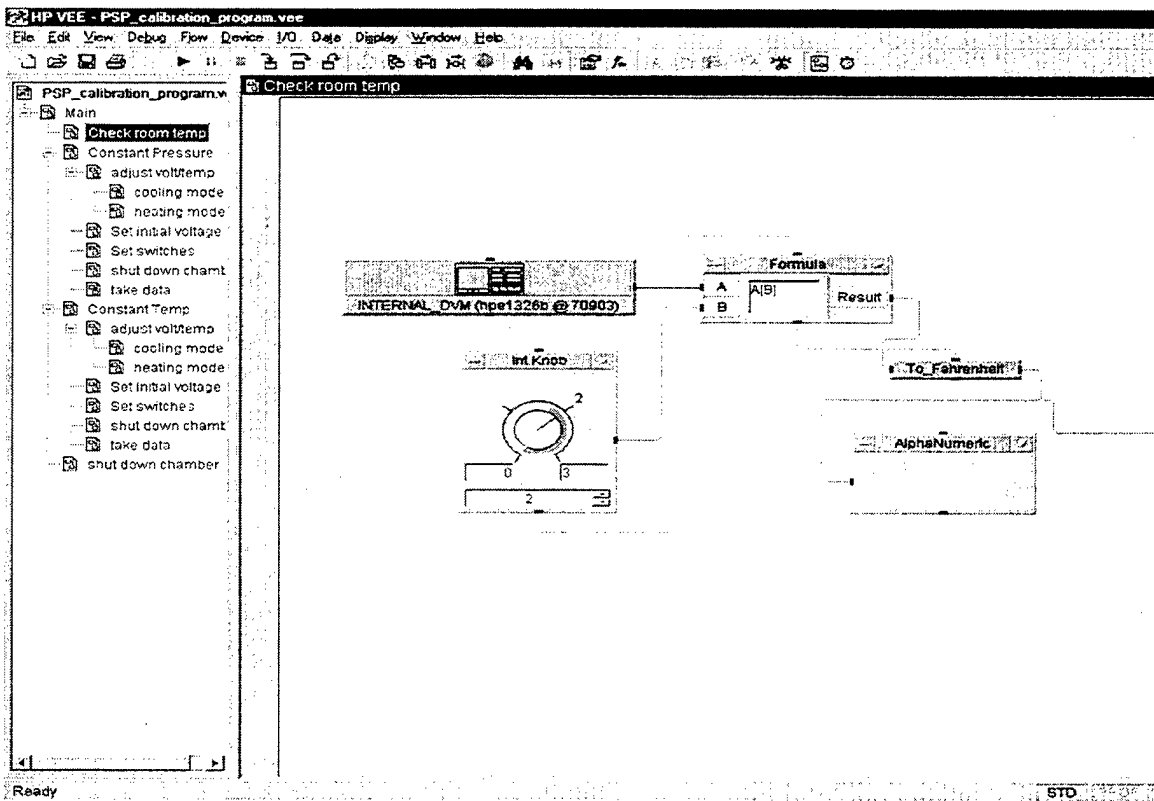 HP VEE - PSP_calibration_program.vee
File Edit View Debug Flow Device I/O Data Display Window Help
PSP_calibration_program.v
Main
Check room temp
Constant Pressure
adjust volt/temp
cooling mode
heating mode
Set initial voltage
Set switches
shut down chamb
take data
Constant Temp
adjust volt/temp
cooling mode
heating mode
Set initial voltage
Set switches
shut down chamb
take data
shut down chamber
Check room temp
INTERNAL_DVM (hpe1326b @ 70903)
Formula
A
B
A[B]
Result
Int Knob
2
0
3
2
To_Fahrenheit
AlphaNumeric
Ready
STD